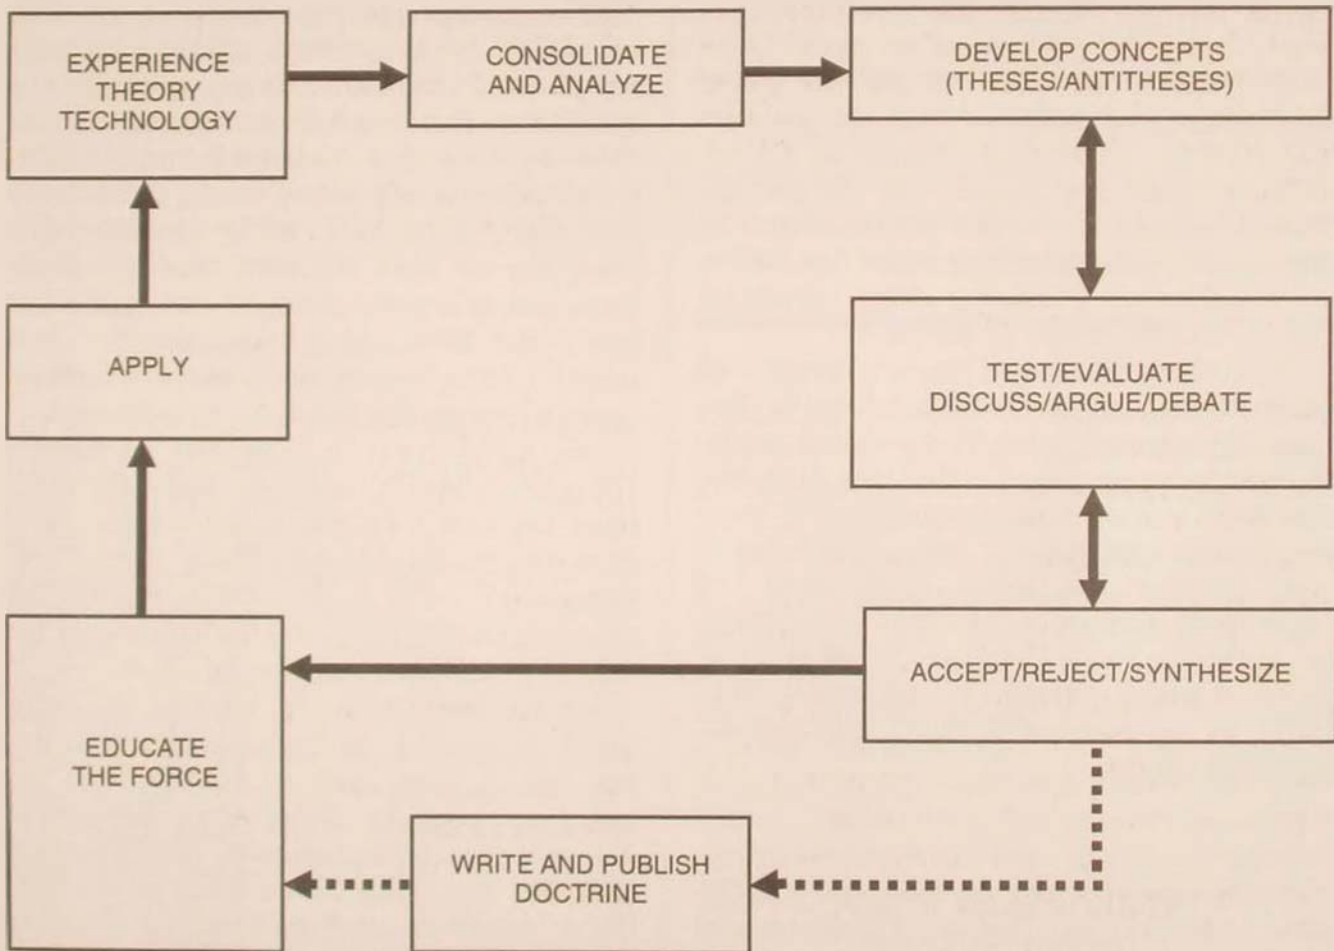 EXPERIENCE
THEORY
TECHNOLOGY
CONSOLIDATE
AND ANALYZE
DEVELOP CONCEPTS
(THESES/ANTITHESES)
TEST/EVALUATE
DISCUSS/ARGUE/DEBATE
ACCEPT/REJECT/SYNTHESIZE
WRITE AND PUBLISH
DOCTRINE
EDUCATE
THE FORCE
APPLY